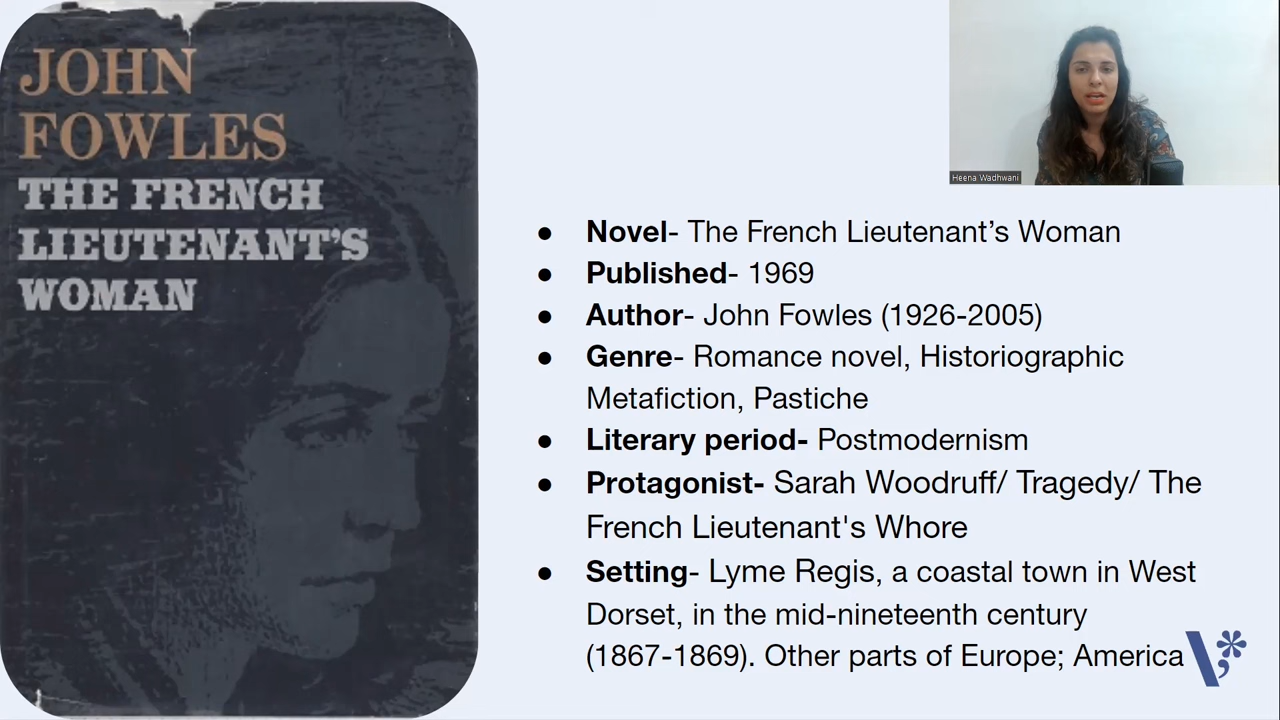 JOHN
FOWLES
THE FRENCH
LIEUTENANT'S
WOMAN
Heena Wadhwani
● Novel- The French Lieutenant’s Woman
● Published- 1969
● Author- John Fowles (1926-2005)
● Genre- Romance novel, Historiographic
Metafiction, Pastiche
● Literary period- Postmodernism
● Protagonist- Sarah Woodruff/ Tragedy/ The
French Lieutenant's Whore
● Setting- Lyme Regis, a coastal town in West
Dorset, in the mid-nineteenth century
(1867-1869). Other parts of Europe; America